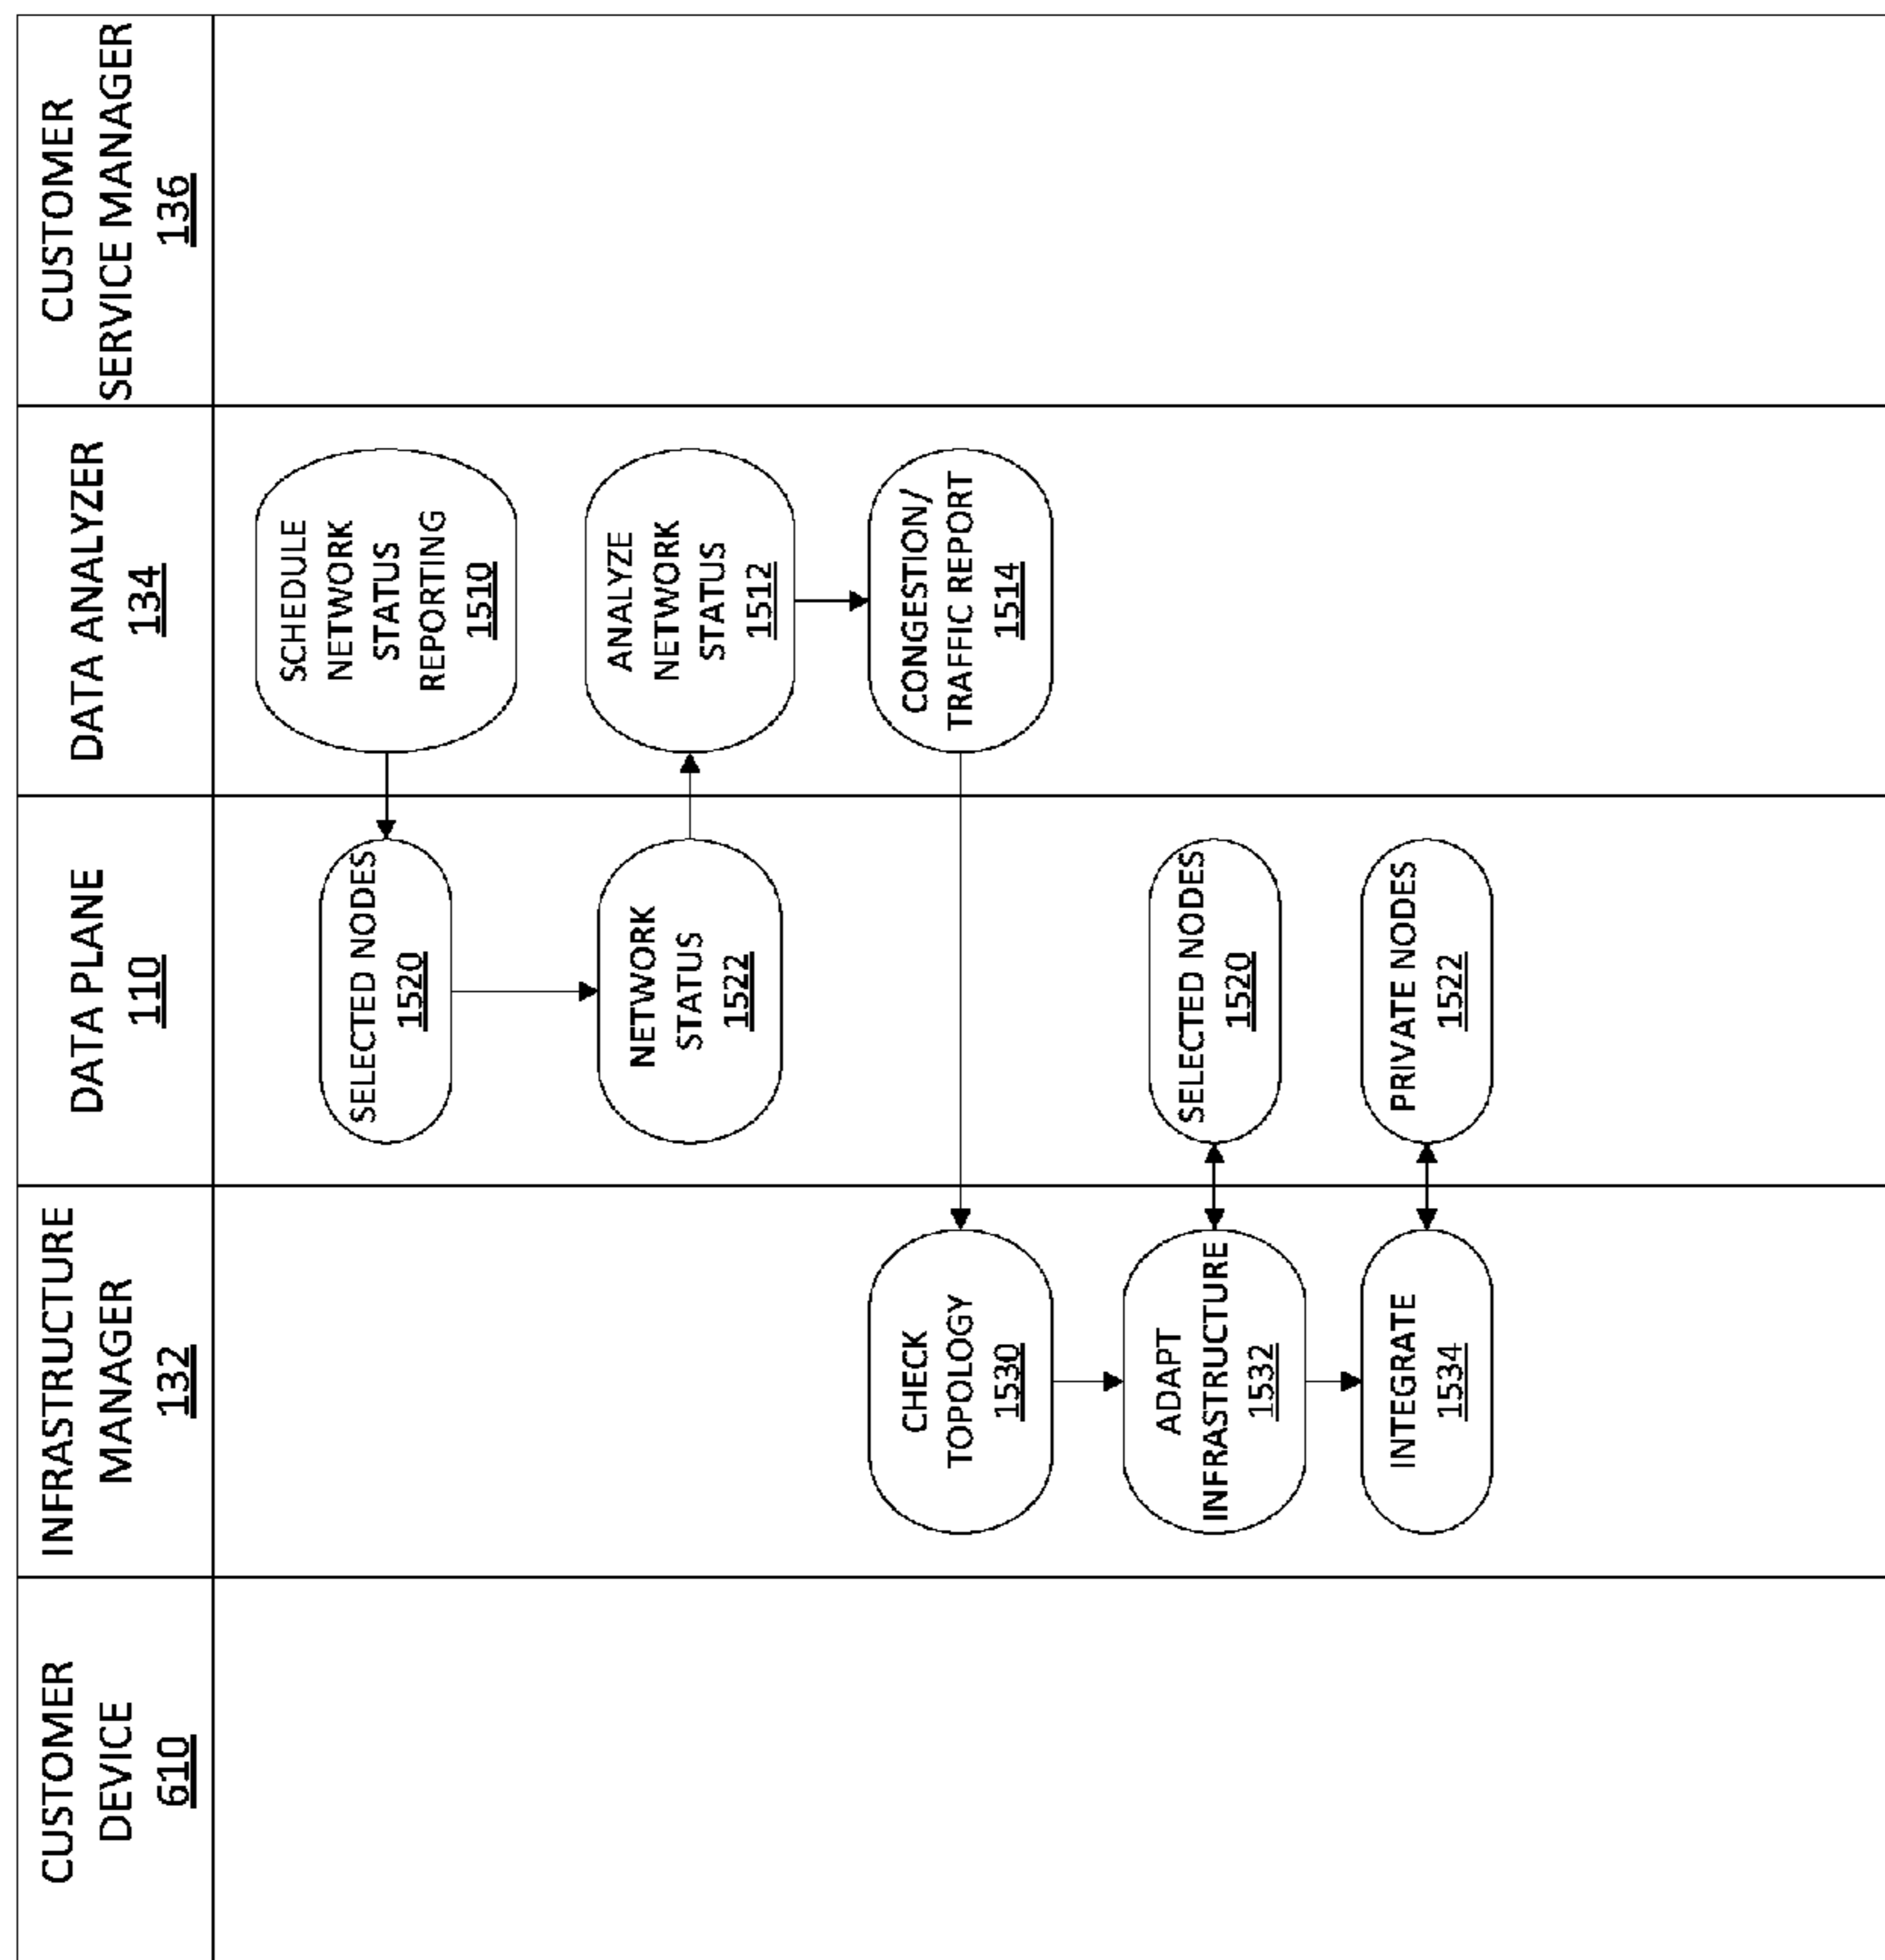 CUSTOMER
DEVICE
610
INFRASTRUCTURE
MANAGER
132
DATA PLANE
110
DATA ANALYZER
134
CUSTOMER
SERVICE MANAGER
136
SCHEDULE
NETWORK
STATUS
REPORTING
1510
SELECTED NODES
1520
NETWORK
STATUS
1522
ANALYZE
NETWORK
STATUS
1512
CONGESTION/
TRAFFIC REPORT
1514
CHECK
TOPOLOGY
1530
ADAPT
INFRASTRUCTURE
1532
SELECTED NODES
1520
INTEGRATE
1534
PRIVATE NODES
1522